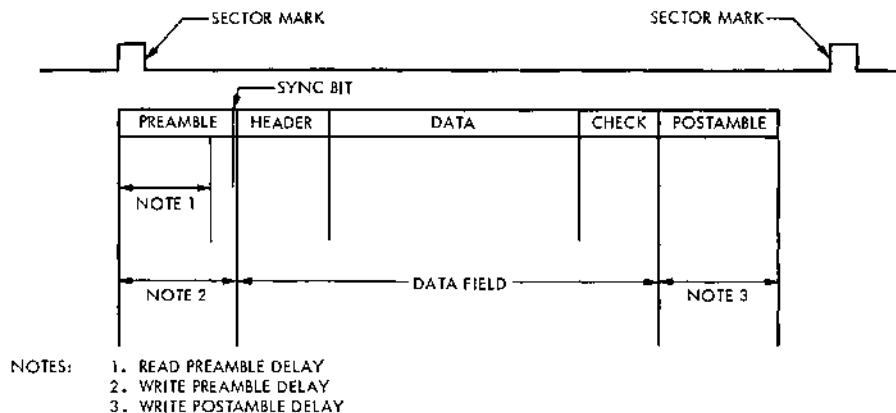 SECTOR MARK
SECTOR MARK
SYNC BIT
PREAMBLE HEADER DATA CHECK POSTAMBLE
NOTE 1
DATA FIELD
NOTE 2 NOTE 3
NOTES: 1. READ PREAMBLE DELAY
2. WRITE PREAMBLE DELAY
3. WRITE POSTAMBLE DELAY